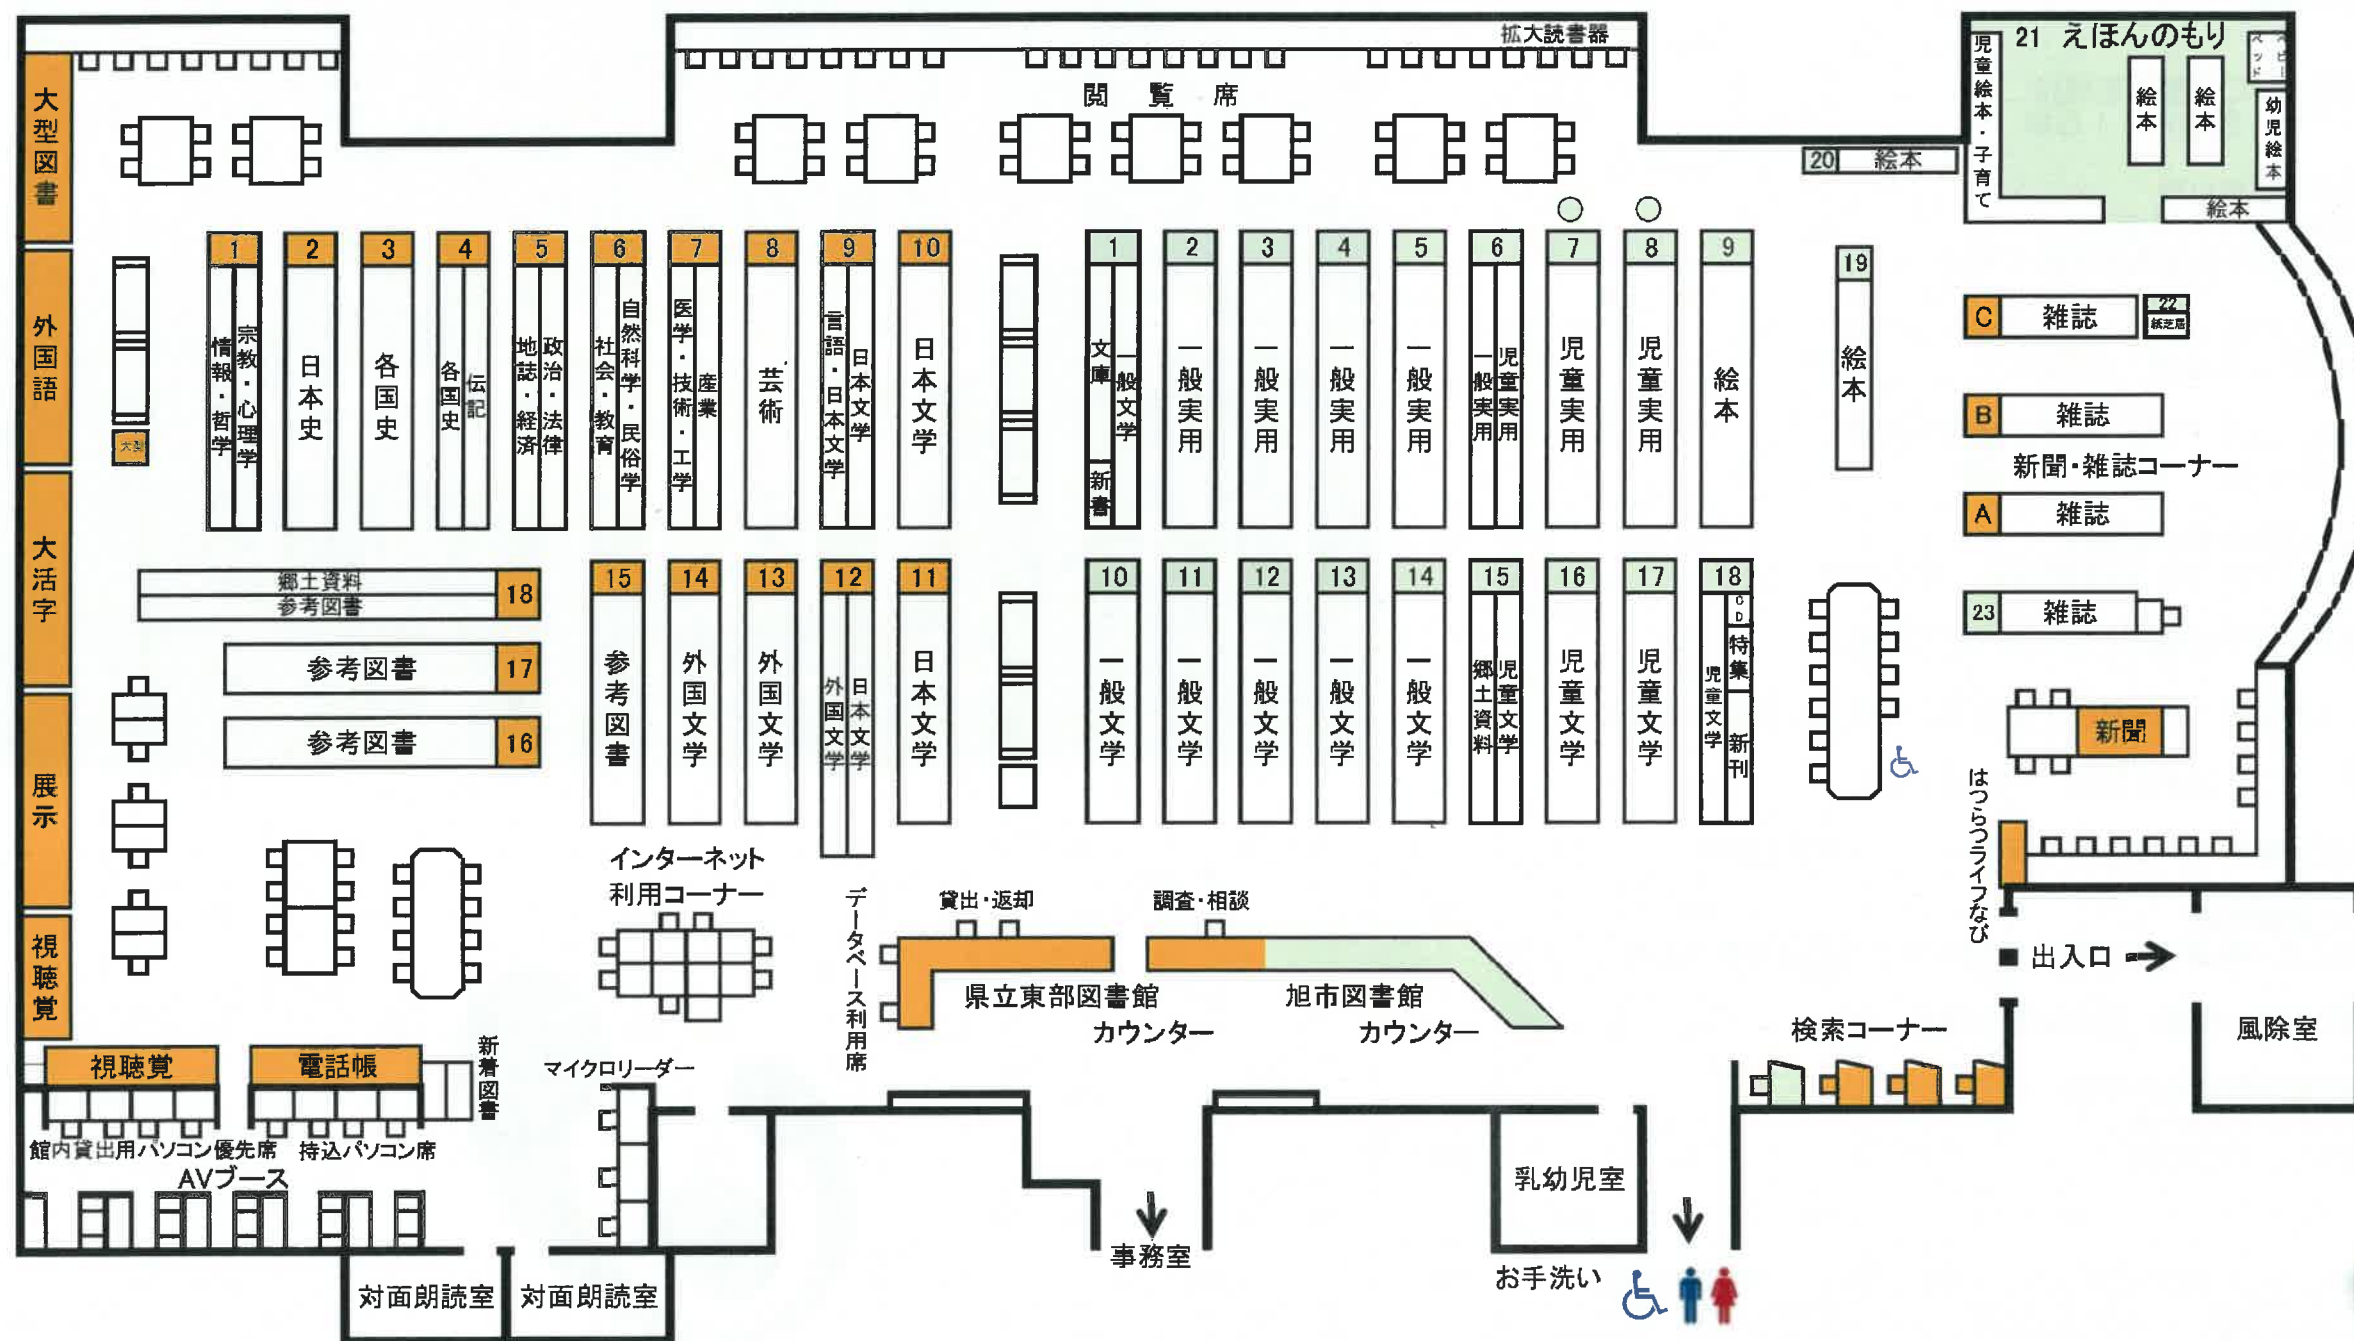 拡大読書器
閲覧席
21 えほんのもり
ベビーベッド
児童絵本・子育て
絵本
絵本
幼児絵本
絵本
20 絵本
大型図書
外国語
大活字
展示
視聴覚
大型
1 情報・哲学 宗教・心理学
2 日本史
3 各国史
4 各国史 伝記
5 地誌・経済 政治・法律
6 社会・教育 自然科学・民俗学
7 医学・技術・工学 産業
8 芸術
9 言語・日本文学 日本文学
10 日本文学
1 文庫 新書 一般文学
2 一般実用
3 一般実用
4 一般実用
5 一般実用
6 一般実用 児童実用
7 児童実用
8 児童実用
9 絵本
19 絵本
C 雑誌
22 紙芝居
B 雑誌
新聞・雑誌コーナー
A 雑誌
23 雑誌
郷土資料
参考図書
18
参考図書 17
参考図書 16
15 参考図書
14 外国文学
13 外国文学
12 外国文学 日本文学
11 日本文学
10 一般文学
11 一般文学
12 一般文学
13 一般文学
14 一般文学
15 郷土資料 児童文学
16 児童文学
17 児童文学
18 児童文学 CD 特集 新刊
新聞
はつらつライフなび
インターネット
利用コーナー
データベース利用席
貸出・返却
調査・相談
県立東部図書館
カウンター
旭市図書館
カウンター
出入口
風除室
検索コーナー
視聴覚
電話帳
新着図書
マイクロリーダー
館内貸出用パソコン優先席
持込パソコン席
AVブース
対面朗読室
対面朗読室
事務室
乳幼児室
お手洗い